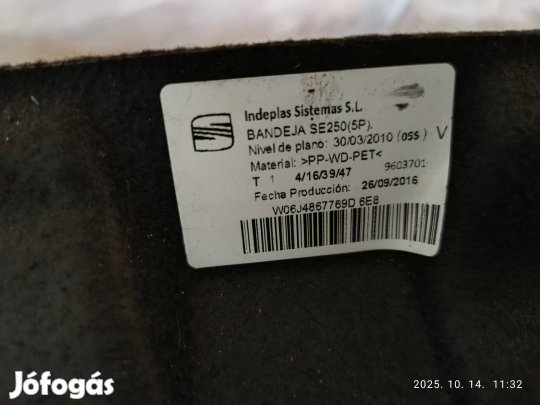 Indeplas Sistemas S.L.
BANDEJA SE250(5P).
Nivel de plano: 30/03/2010 (055) V
Material: >PP-WD-PET<
T 1 4/16/39/47 9603701
Fecha Producción: 26/09/2016
W06J4867769D 6E8
Jófogás
2025. 10. 14. 11:32